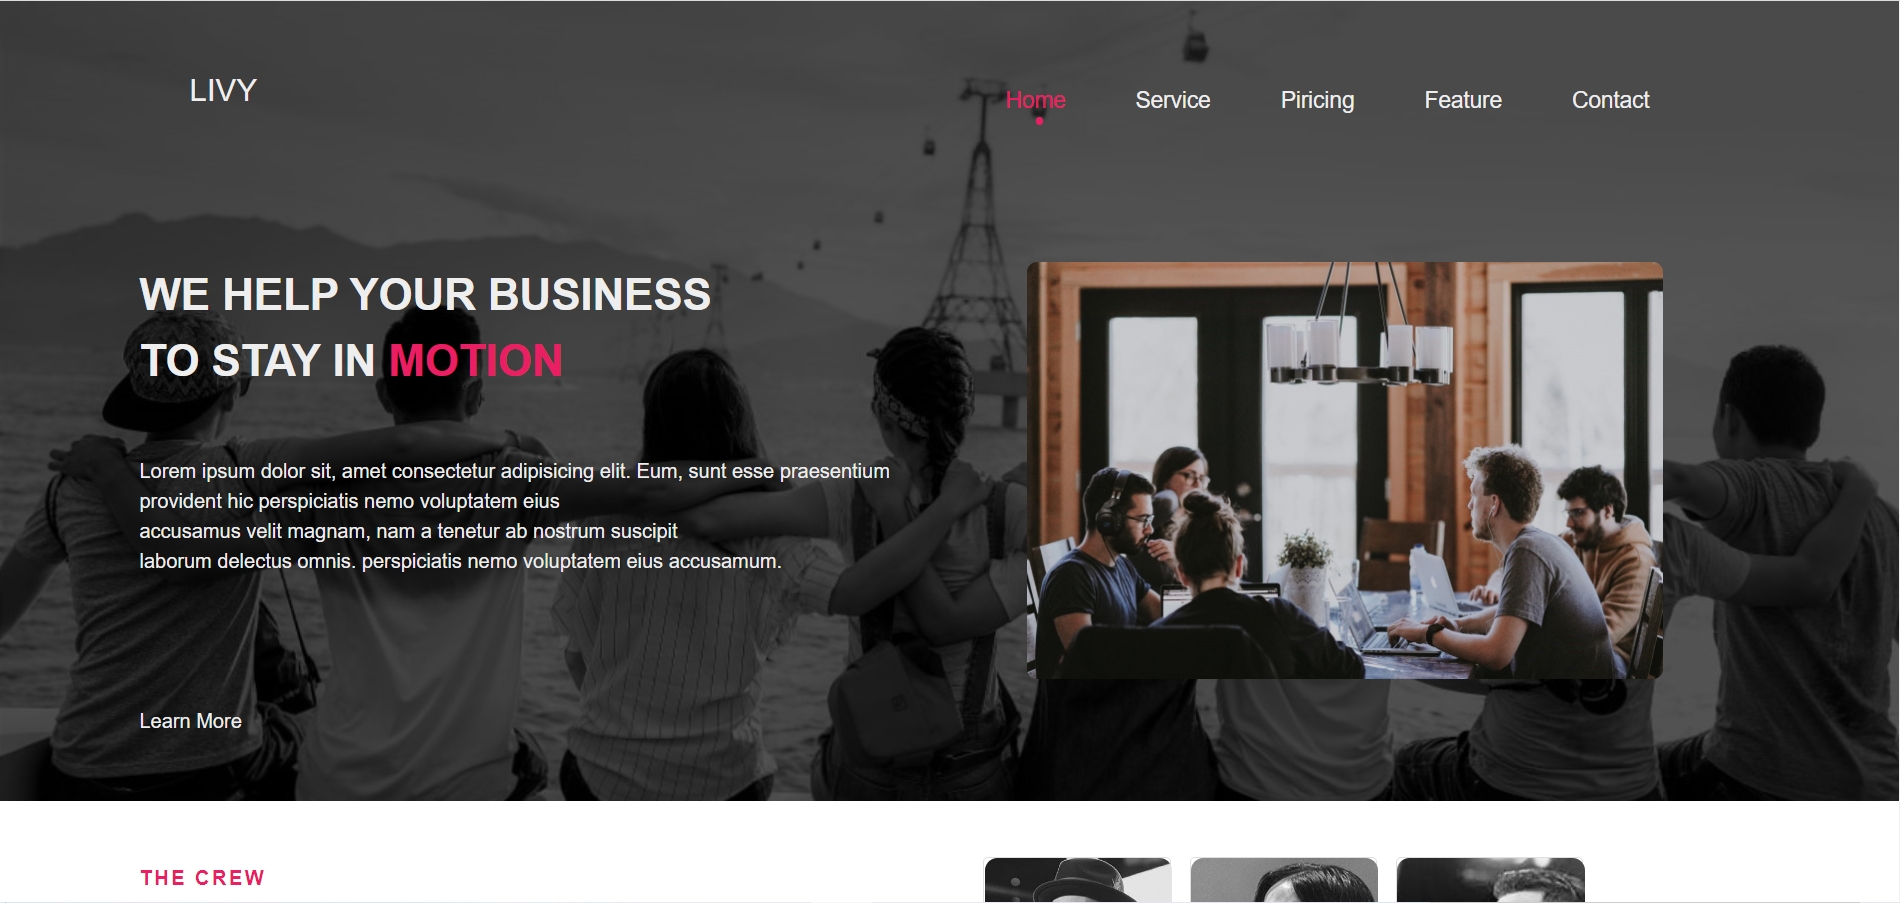 LIVY
Home Service Piricing Feature Contact
WE HELP YOUR BUSINESS
TO STAY IN MOTION
Lorem ipsum dolor sit, amet consectetur adipisicing elit. Eum, sunt esse praesentium
provident hic perspiciatis nemo voluptatem eius
accusamus velit magnam, nam a tenetur ab nostrum suscipit
laborum delectus omnis. perspiciatis nemo voluptatem eius accusamum.
Learn More
THE CREW